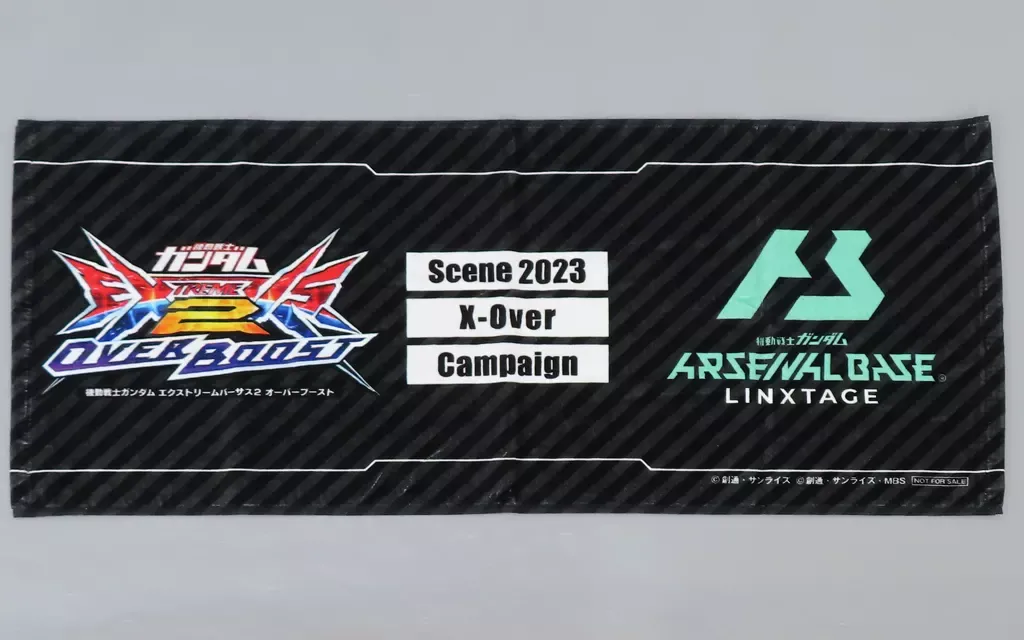 機動戦士
ガンダム
EXVS
XTREME
2
OVER BOOST
機動戦士ガンダム エクストリームバーサス2 オーバーブースト
Scene 2023
X-Over
Campaign
機動戦士ガンダム
ARSENAL BASE
LINXTAGE
©創通・サンライズ ©創通・サンライズ・MBS NOT FOR SALE